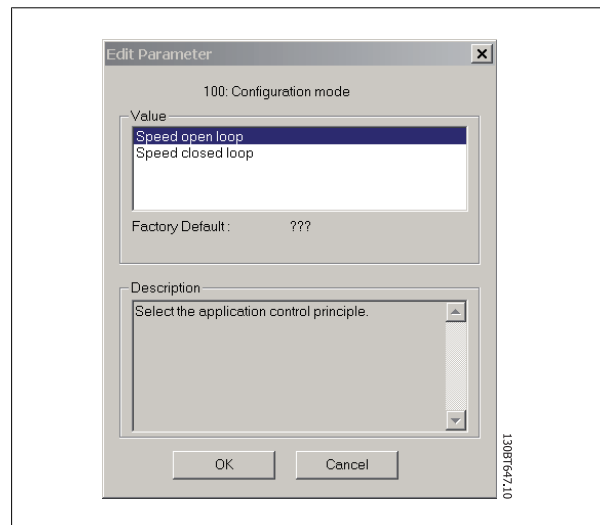 Edit Parameter
100: Configuration mode
Value
Speed open loop
Speed closed loop
Factory Default : ???
Description
Select the application control principle.
OK Cancel
130BT647.10